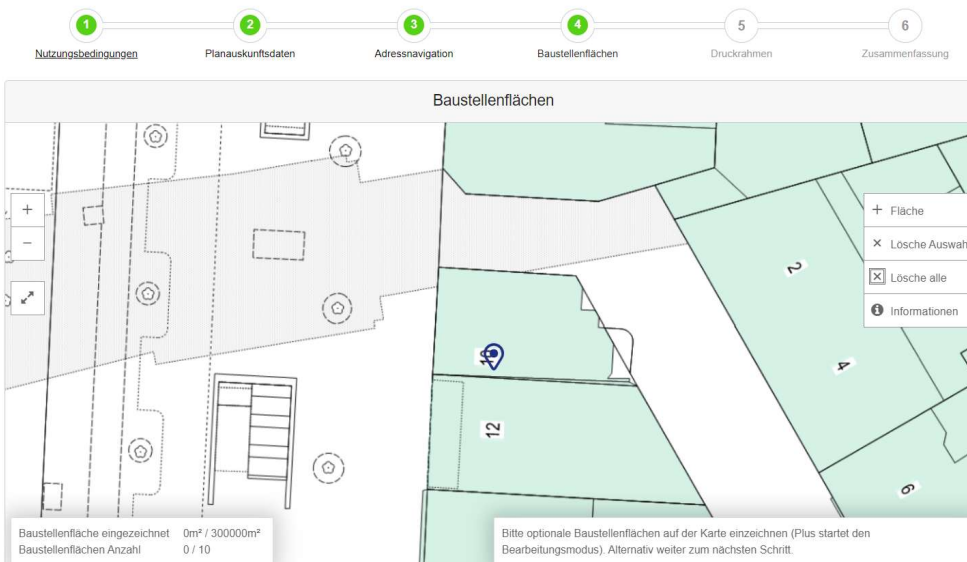 1 2 3 4 5 6
Nutzungsbedingungen Planauskunftsdaten Adressnavigation Baustellenflächen Druckrahmen Zusammenfassung
Baustellenflächen
+ Fläche
× Lösche Auswahl
Lösche alle
Informationen
+
−
2
4
6
12
Baustellenfläche eingezeichnet 0m² / 300000m²
Baustellenflächen Anzahl 0 / 10
Bitte optionale Baustellenflächen auf der Karte einzeichnen (Plus startet den
Bearbeitungsmodus). Alternativ weiter zum nächsten Schritt.